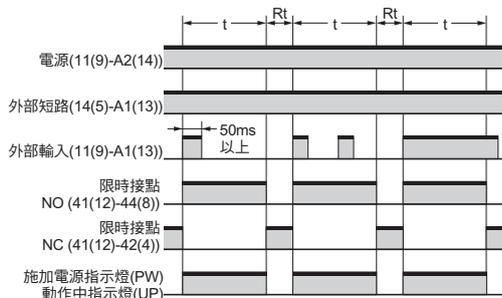 t Rt t Rt t
電源(11(9)-A2(14))
外部短路(14(5)-A1(13))
50ms
以上
外部輸入(11(9)-A1(13))
限時接點
NO (41(12)-44(8))
限時接點
NC (41(12)-42(4))
施加電源指示燈(PW)
動作中指示燈(UP)